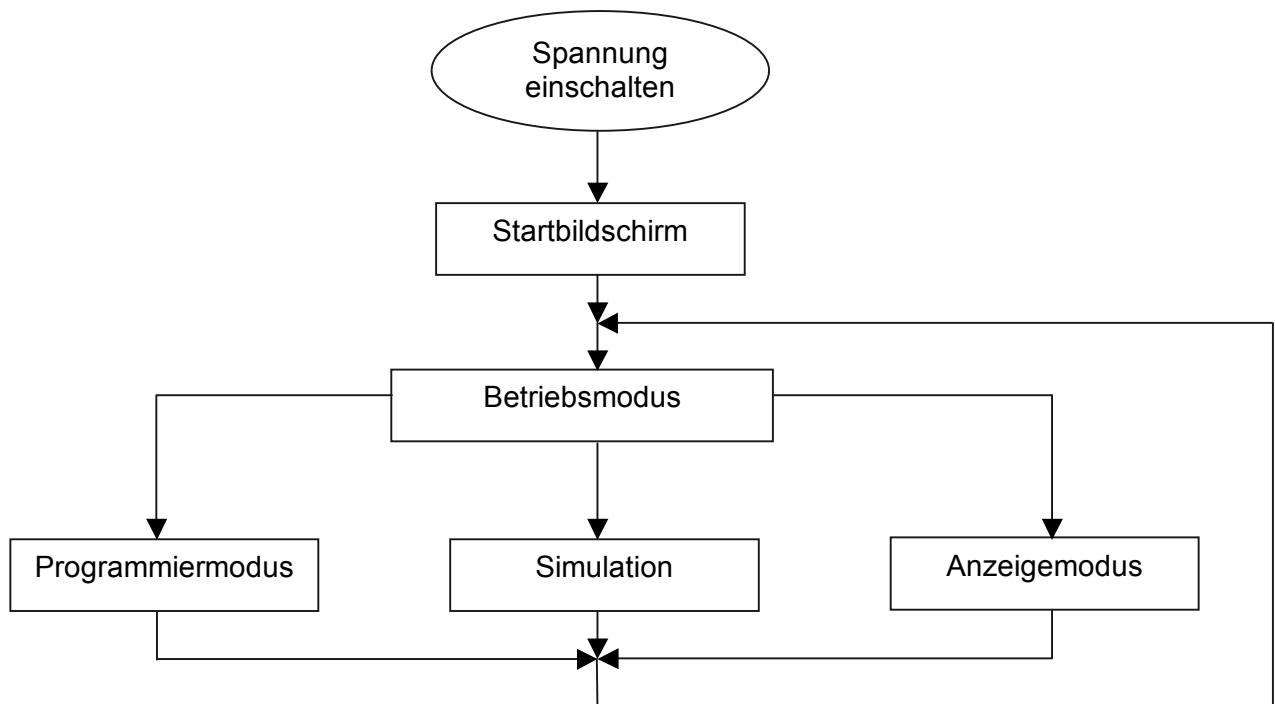 Spannung
einschalten
Startbildschirm
Betriebsmodus
Programmiermodus
Simulation
Anzeigemodus